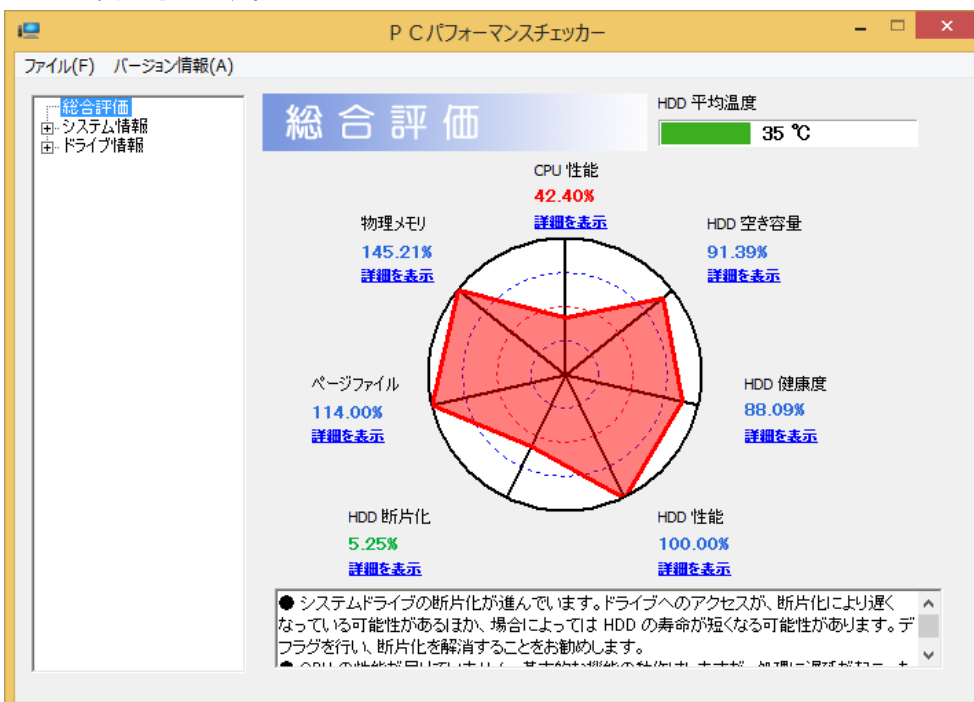 ＰＣパフォーマンスチェッカー
ファイル(F) バージョン情報(A)
総合評価
システム情報
ドライブ情報
総合評価
HDD 平均温度
35 ℃
CPU 性能
42.40%
詳細を表示
物理メモリ
145.21%
詳細を表示
HDD 空き容量
91.39%
詳細を表示
ページファイル
114.00%
詳細を表示
HDD 健康度
88.09%
詳細を表示
HDD 断片化
5.25%
詳細を表示
HDD 性能
100.00%
詳細を表示
● システムドライブの断片化が進んでいます。ドライブへのアクセスが、断片化により遅く
なっている可能性があるほか、場合によっては HDD の寿命が短くなる可能性があります。デ
フラグを行い、断片化を解消することをお勧めします。